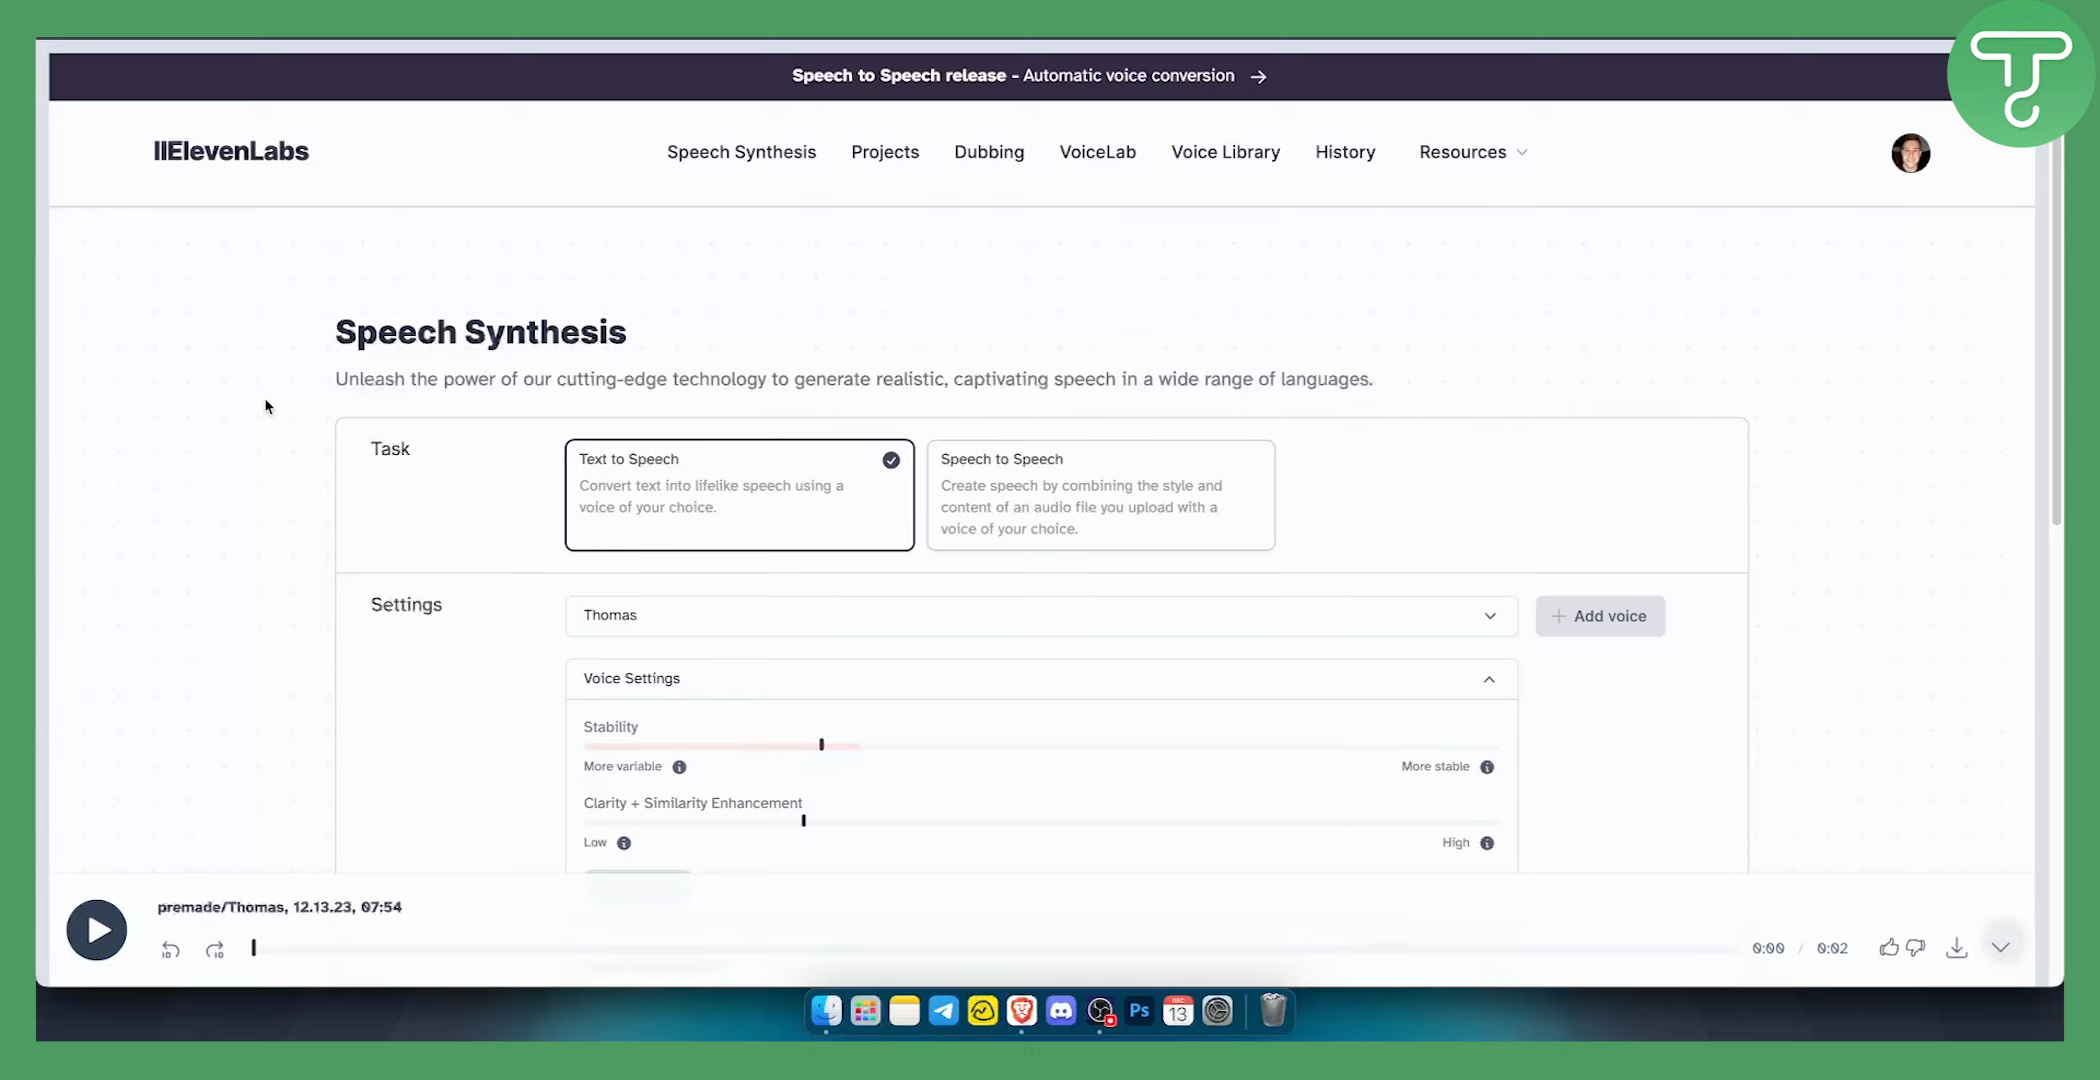 Speech to Speech release - Automatic voice conversion →
IIElevenLabs
Speech Synthesis
Projects
Dubbing
VoiceLab
Voice Library
History
Resources
Speech Synthesis
Unleash the power of our cutting-edge technology to generate realistic, captivating speech in a wide range of languages.
Task
Text to Speech
Convert text into lifelike speech using a
voice of your choice.
Speech to Speech
Create speech by combining the style and
content of an audio file you upload with a
voice of your choice.
Settings
Thomas
+ Add voice
Voice Settings
Stability
More variable
More stable
Clarity + Similarity Enhancement
Low
High
premade/Thomas, 12.13.23, 07:54
10
10
0:00 / 0:02
Ps
DEC
13